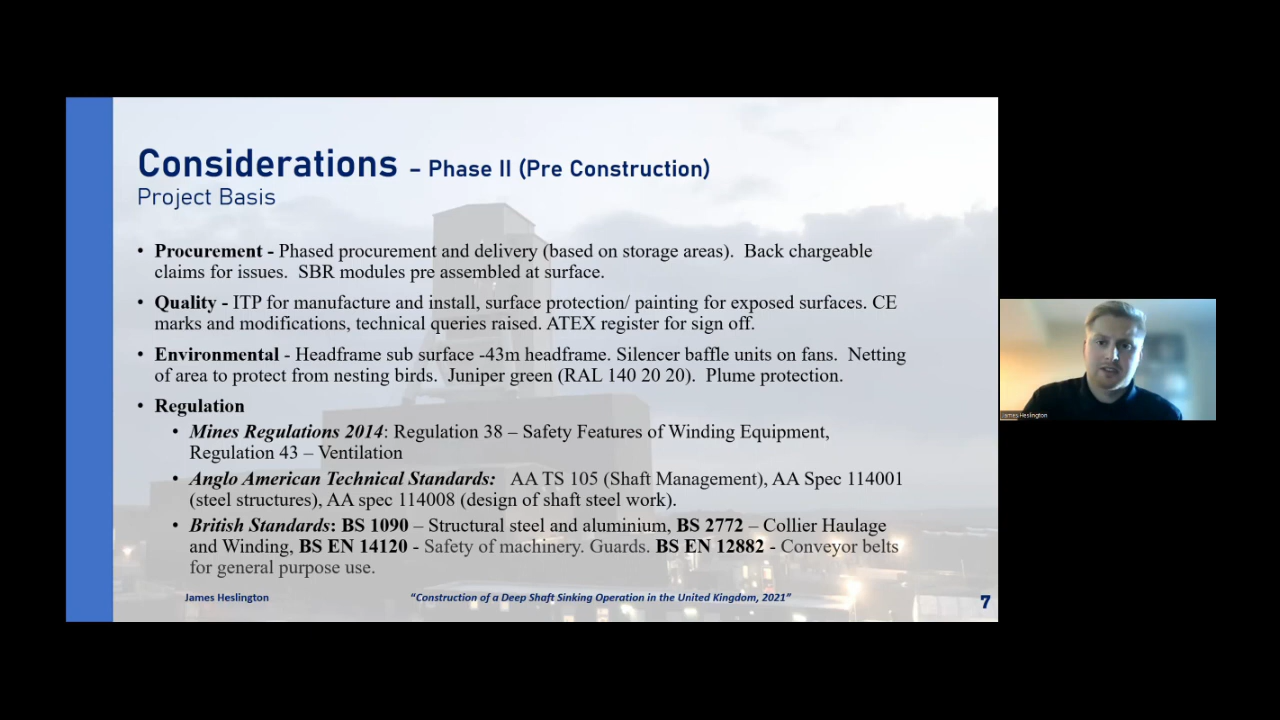 Considerations – Phase II (Pre Construction)
Project Basis
• Procurement - Phased procurement and delivery (based on storage areas). Back chargeable
claims for issues. SBR modules pre assembled at surface.
• Quality - ITP for manufacture and install, surface protection/ painting for exposed surfaces. CE
marks and modifications, technical queries raised. ATEX register for sign off.
• Environmental - Headframe sub surface -43m headframe. Silencer baffle units on fans. Netting
of area to protect from nesting birds. Juniper green (RAL 140 20 20). Plume protection.
• Regulation
• Mines Regulations 2014: Regulation 38 – Safety Features of Winding Equipment,
Regulation 43 – Ventilation
• Anglo American Technical Standards: AA TS 105 (Shaft Management), AA Spec 114001
(steel structures), AA spec 114008 (design of shaft steel work).
• British Standards: BS 1090 – Structural steel and aluminium, BS 2772 – Collier Haulage
and Winding, BS EN 14120 - Safety of machinery. Guards. BS EN 12882 - Conveyor belts
for general purpose use.
James Heslington
“Construction of a Deep Shaft Sinking Operation in the United Kingdom, 2021”
7
James Heslington